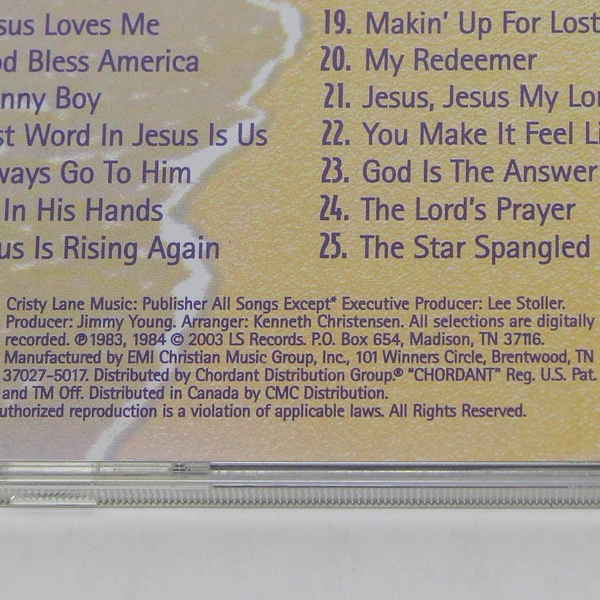 sus Loves Me
od Bless America
nny Boy
st Word In Jesus Is Us
ways Go To Him
In His Hands
us Is Rising Again
19. Makin' Up For Lost
20. My Redeemer
21. Jesus, Jesus My Lo
22. You Make It Feel Li
23. God Is The Answer
24. The Lord's Prayer
25. The Star Spangled
Cristy Lane Music: Publisher All Songs Except* Executive Producer: Lee Stoller.
Producer: Jimmy Young. Arranger: Kenneth Christensen. All selections are digitally
recorded. ℗1983, 1984 © 2003 LS Records. P.O. Box 654, Madison, TN 37116.
Manufactured by EMI Christian Music Group, Inc., 101 Winners Circle, Brentwood, TN
37027-5017. Distributed by Chordant Distribution Group.® "CHORDANT" Reg. U.S. Pat.
and TM Off. Distributed in Canada by CMC Distribution.
uthorized reproduction is a violation of applicable laws. All Rights Reserved.